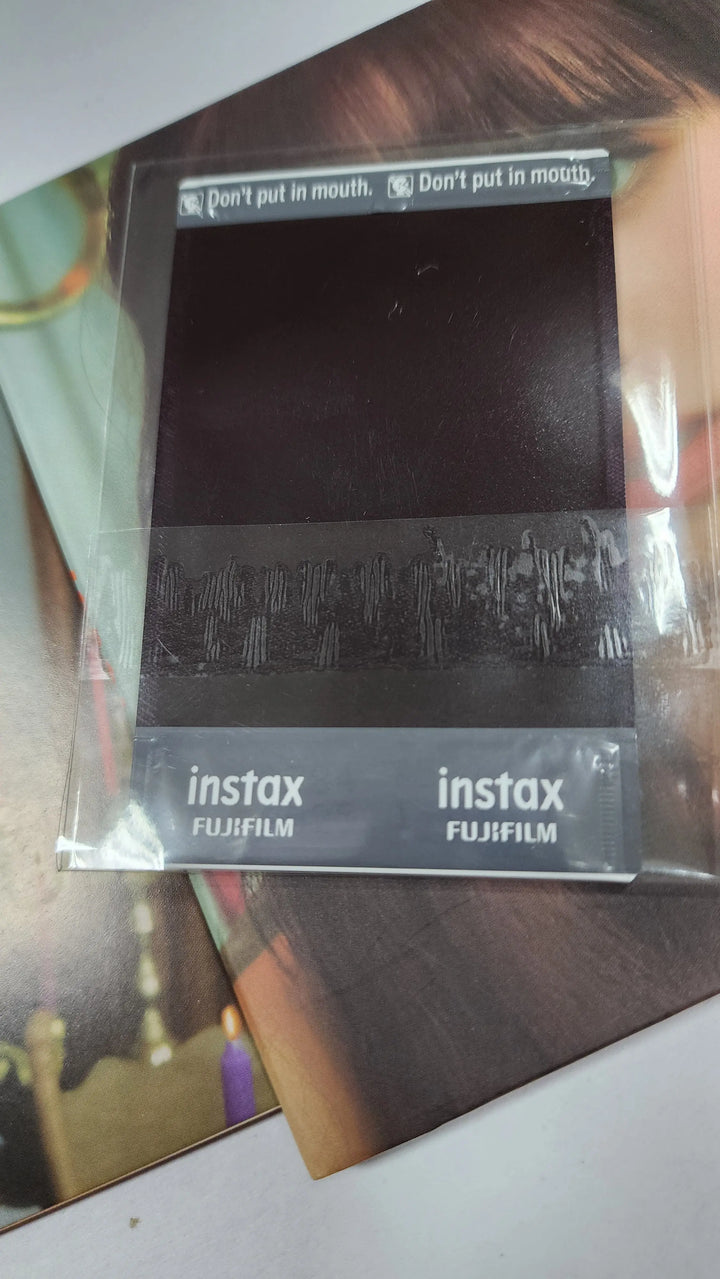 Don't put in mouth. Don't put in mouth.
instax instax
FUJIFILM FUJIFILM